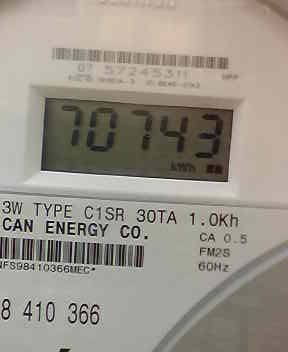 07 57245311
70743
kWh
3W TYPE C1SR 30TA 1.0Kh
CAN ENERGY CO.
CA 0.5
FM2S
60Hz
NFS98410366MEC*
8 410 366